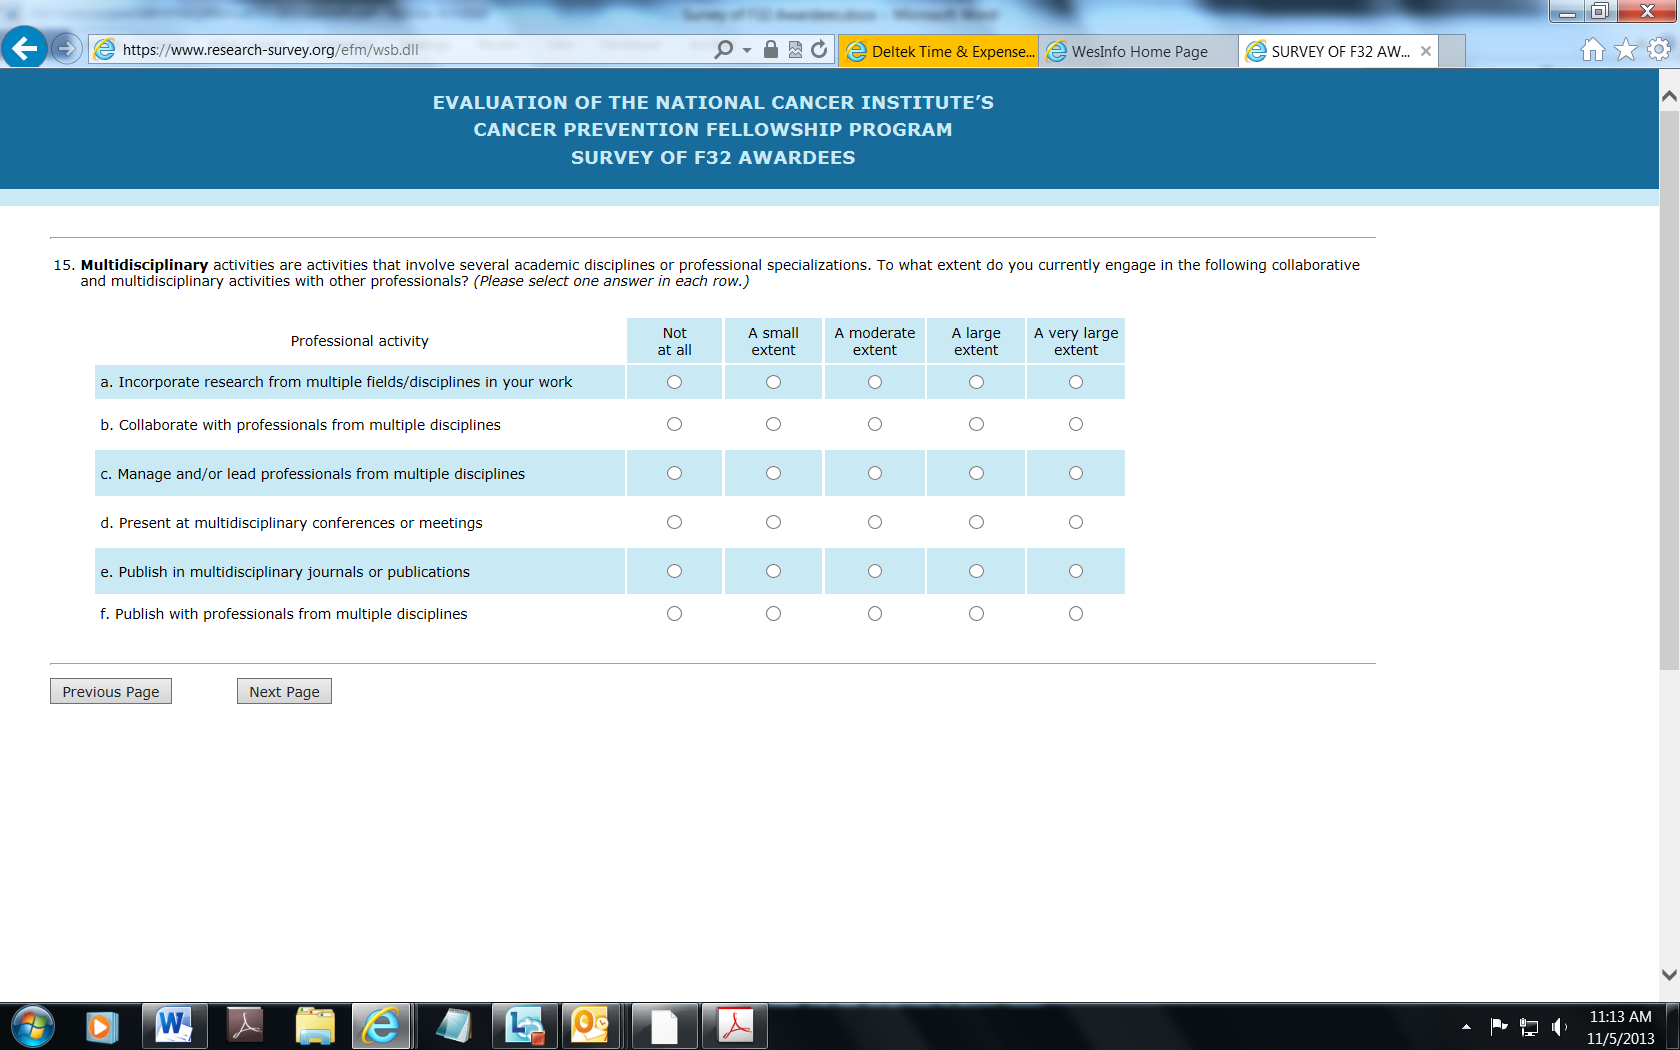 Survey of F32 Awardees.docx - Microsoft Word
https://www.research-survey.org/efm/wsb.dll
Deltek Time & Expense...
WesInfo Home Page
SURVEY OF F32 AW...
EVALUATION OF THE NATIONAL CANCER INSTITUTE'S
CANCER PREVENTION FELLOWSHIP PROGRAM
SURVEY OF F32 AWARDEES
15. Multidisciplinary activities are activities that involve several academic disciplines or professional specializations. To what extent do you currently engage in the following collaborative
and multidisciplinary activities with other professionals? (Please select one answer in each row.)
Professional activity
Not
at all
A small
extent
A moderate
extent
A large
extent
A very large
extent
a. Incorporate research from multiple fields/disciplines in your work
b. Collaborate with professionals from multiple disciplines
c. Manage and/or lead professionals from multiple disciplines
d. Present at multidisciplinary conferences or meetings
e. Publish in multidisciplinary journals or publications
f. Publish with professionals from multiple disciplines
Previous Page
Next Page
11:13 AM
11/5/2013